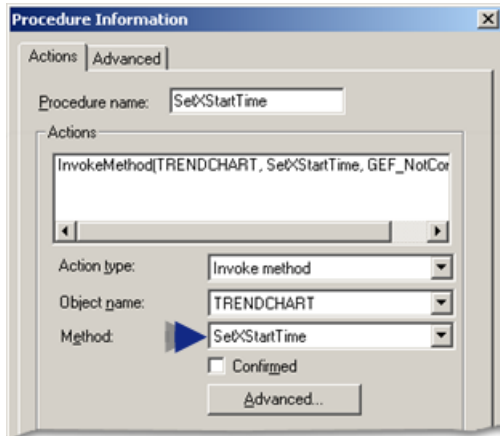 Procedure Information
Actions Advanced
Procedure name: SetXStartTime
Actions
InvokeMethod(TRENDCHART, SetXStartTime, GEF_NotCor
Action type: Invoke method
Object name: TRENDCHART
Method: SetXStartTime
Confirmed
Advanced...